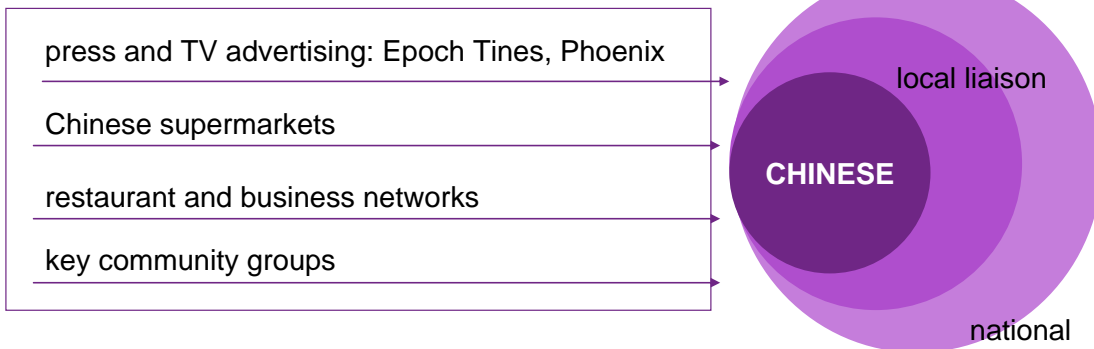 press and TV advertising: Epoch Tines, Phoenix
Chinese supermarkets
restaurant and business networks
key community groups
local liaison
CHINESE
national